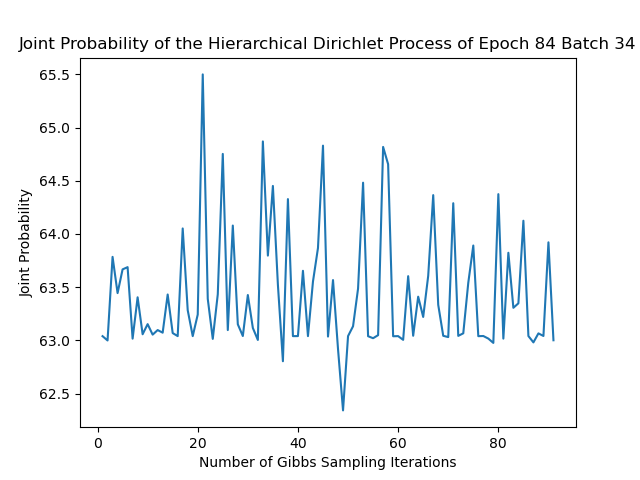 Joint Probability of the Hierarchical Dirichlet Process of Epoch 84 Batch 34
65.5
65.0
64.5
64.0
63.5
63.0
62.5
Joint Probability
0 20 40 60 80
Number of Gibbs Sampling Iterations